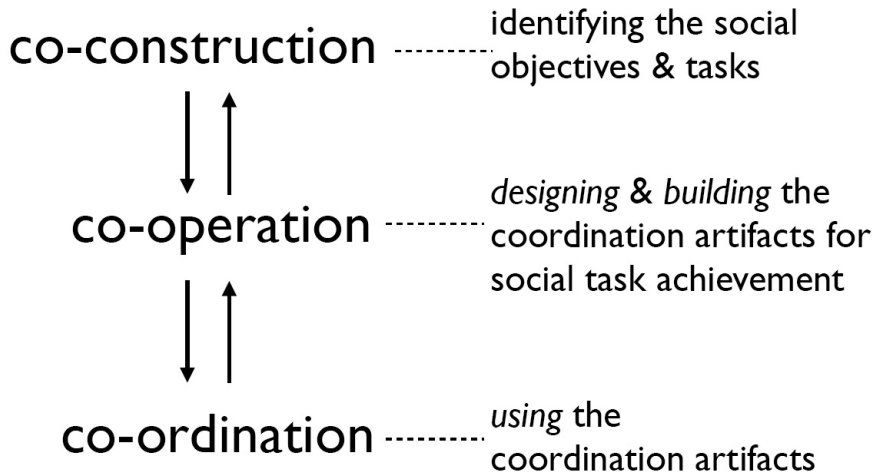 co-construction
identifying the social
objectives & tasks
co-operation
designing & building the
coordination artifacts for
social task achievement
co-ordination
using the
coordination artifacts